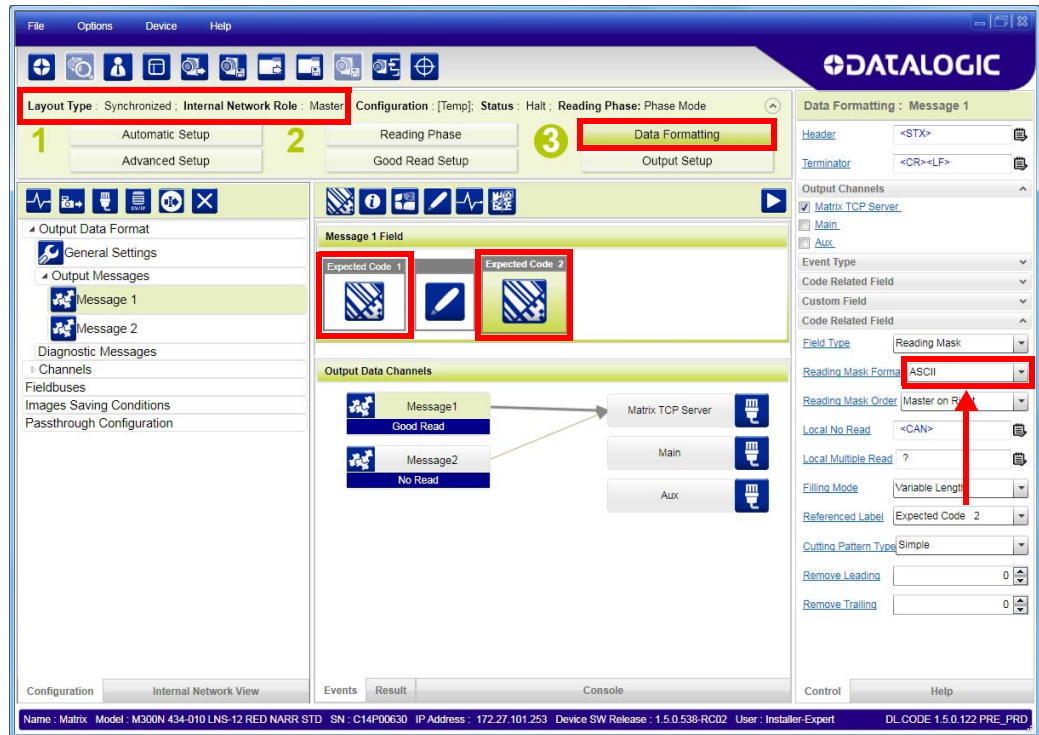 File Options Device Help
DATALOGIC
Layout Type : Synchronized ; Internal Network Role : Master Configuration : [Temp]; Status : Halt ; Reading Phase: Phase Mode
1 Automatic Setup 2 Reading Phase 3 Data Formatting
Advanced Setup Good Read Setup Output Setup
Output Data Format
General Settings
Output Messages
Message 1
Message 2
Diagnostic Messages
Channels
Fieldbuses
Images Saving Conditions
Passthrough Configuration
Configuration Internal Network View
Message 1 Field
Expected Code 1 Expected Code 2
Output Data Channels
Message1
Good Read
Message2
No Read
Matrix TCP Server
Main
Aux
Events Result Console
Data Formatting : Message 1
Header <STX>
Terminator <CR><LF>
Output Channels
Matrix TCP Server
Main
Aux
Event Type
Code Related Field
Custom Field
Code Related Field
Field Type Reading Mask
Reading Mask Forma ASCII
Reading Mask Order Master on Right
Local No Read <CAN>
Local Multiple Read ?
Filling Mode Variable Length
Referenced Label Expected Code 2
Cutting Pattern Type Simple
Remove Leading 0
Remove Trailing 0
Control Help
Name : Matrix Model : M300N 434-010 LNS-12 RED NARR STD SN : C14P00630 IP Address : 172.27.101.253 Device SW Release : 1.5.0.538-RC02 User : Installer-Expert DL.CODE 1.5.0.122 PRE_PRD